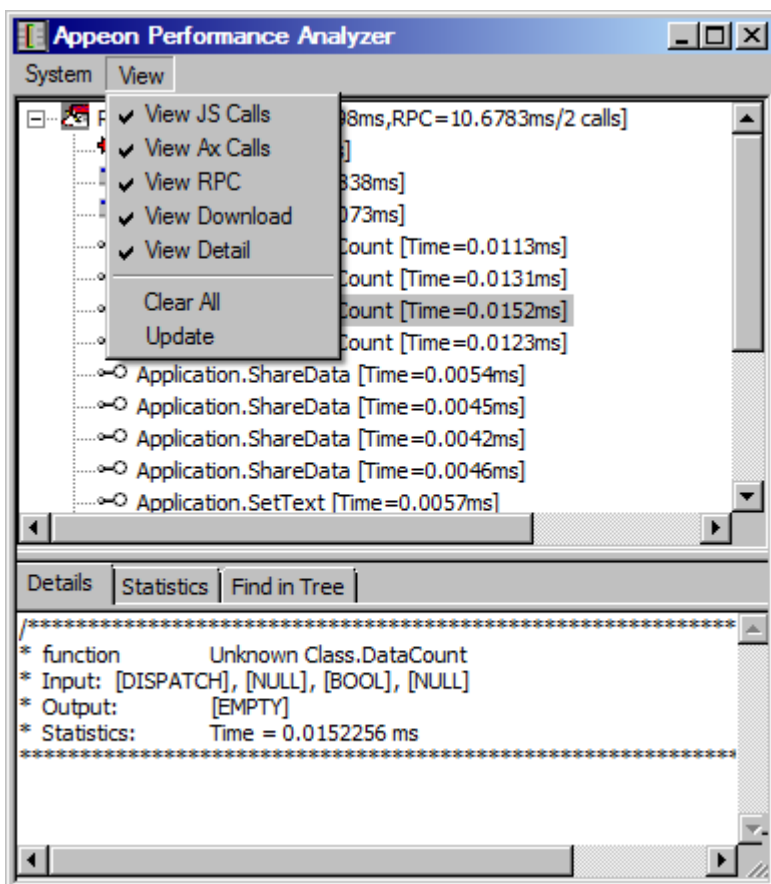 Appeon Performance Analyzer
System View
View JS Calls
View Ax Calls
View RPC
View Download
View Detail
Clear All
Update
98ms,RPC=10.6783ms/2 calls]
]
338ms]
073ms]
Count [Time=0.0113ms]
Count [Time=0.0131ms]
Count [Time=0.0152ms]
Count [Time=0.0123ms]
Application.ShareData [Time=0.0054ms]
Application.ShareData [Time=0.0045ms]
Application.ShareData [Time=0.0042ms]
Application.ShareData [Time=0.0046ms]
Application.SetText [Time=0.0057ms]
Details Statistics Find in Tree
/************************************************************
* function Unknown Class.DataCount
* Input: [DISPATCH], [NULL], [BOOL], [NULL]
* Output: [EMPTY]
* Statistics: Time = 0.0152256 ms
*************************************************************